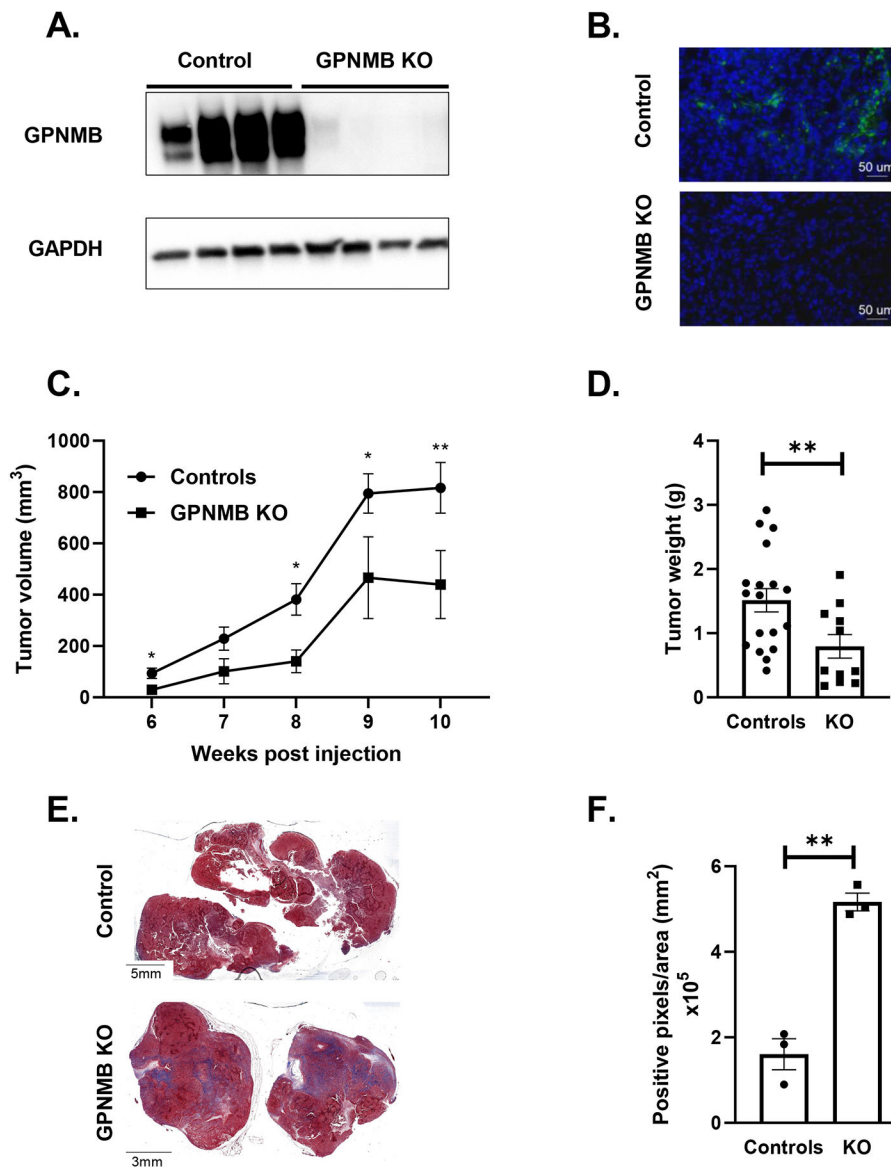 A.
Control GPNMB KO
GPNMB
GAPDH
B.
Control
50 um
GPNMB KO
50 um
C.
Tumor volume (mm³)
1000
800
600
400
200
0
Controls
GPNMB KO
*
*
*
**
6 7 8 9 10
Weeks post injection
D.
Tumor weight (g)
4
3
2
1
0
**
Controls KO
E.
Control
5mm
GPNMB KO
3mm
F.
Positive pixels/area (mm²)
x10⁵
6
4
2
0
**
Controls KO